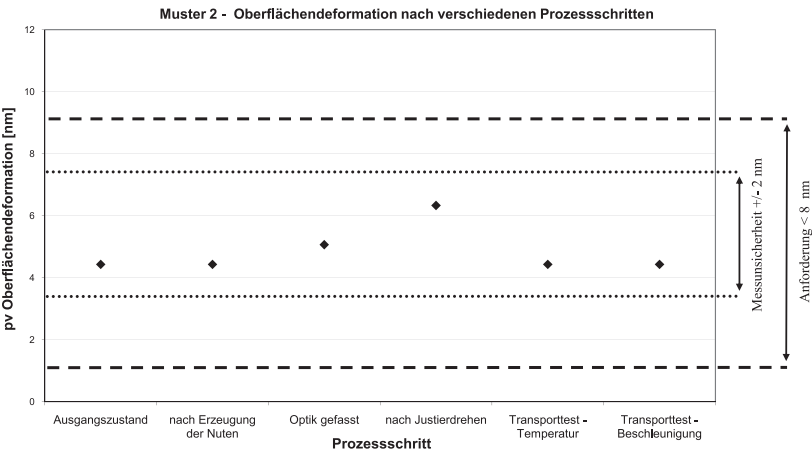 Muster 2 - Oberflächendeformation nach verschiedenen Prozessschritten
pv Oberflächendeformation [nm]
12
10
8
6
4
2
0
Messunsicherheit +/- 2 nm
Anforderung < 8 nm
Ausgangszustand
nach Erzeugung
der Nuten
Optik gefasst
nach Justierdrehen
Transporttest -
Temperatur
Transporttest -
Beschleunigung
Prozessschritt